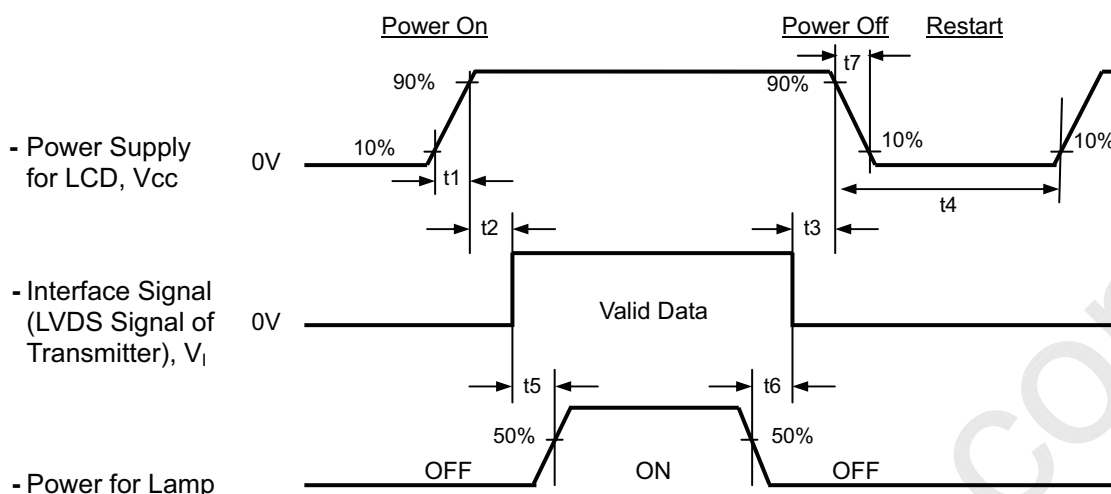 Power On
Power Off
Restart
90%
90%
t7
- Power Supply
for LCD, Vcc
0V
10%
10%
10%
t1
t4
t2
t3
- Interface Signal
(LVDS Signal of
Transmitter), VI
0V
Valid Data
t5
t6
50%
50%
- Power for Lamp
OFF
ON
OFF